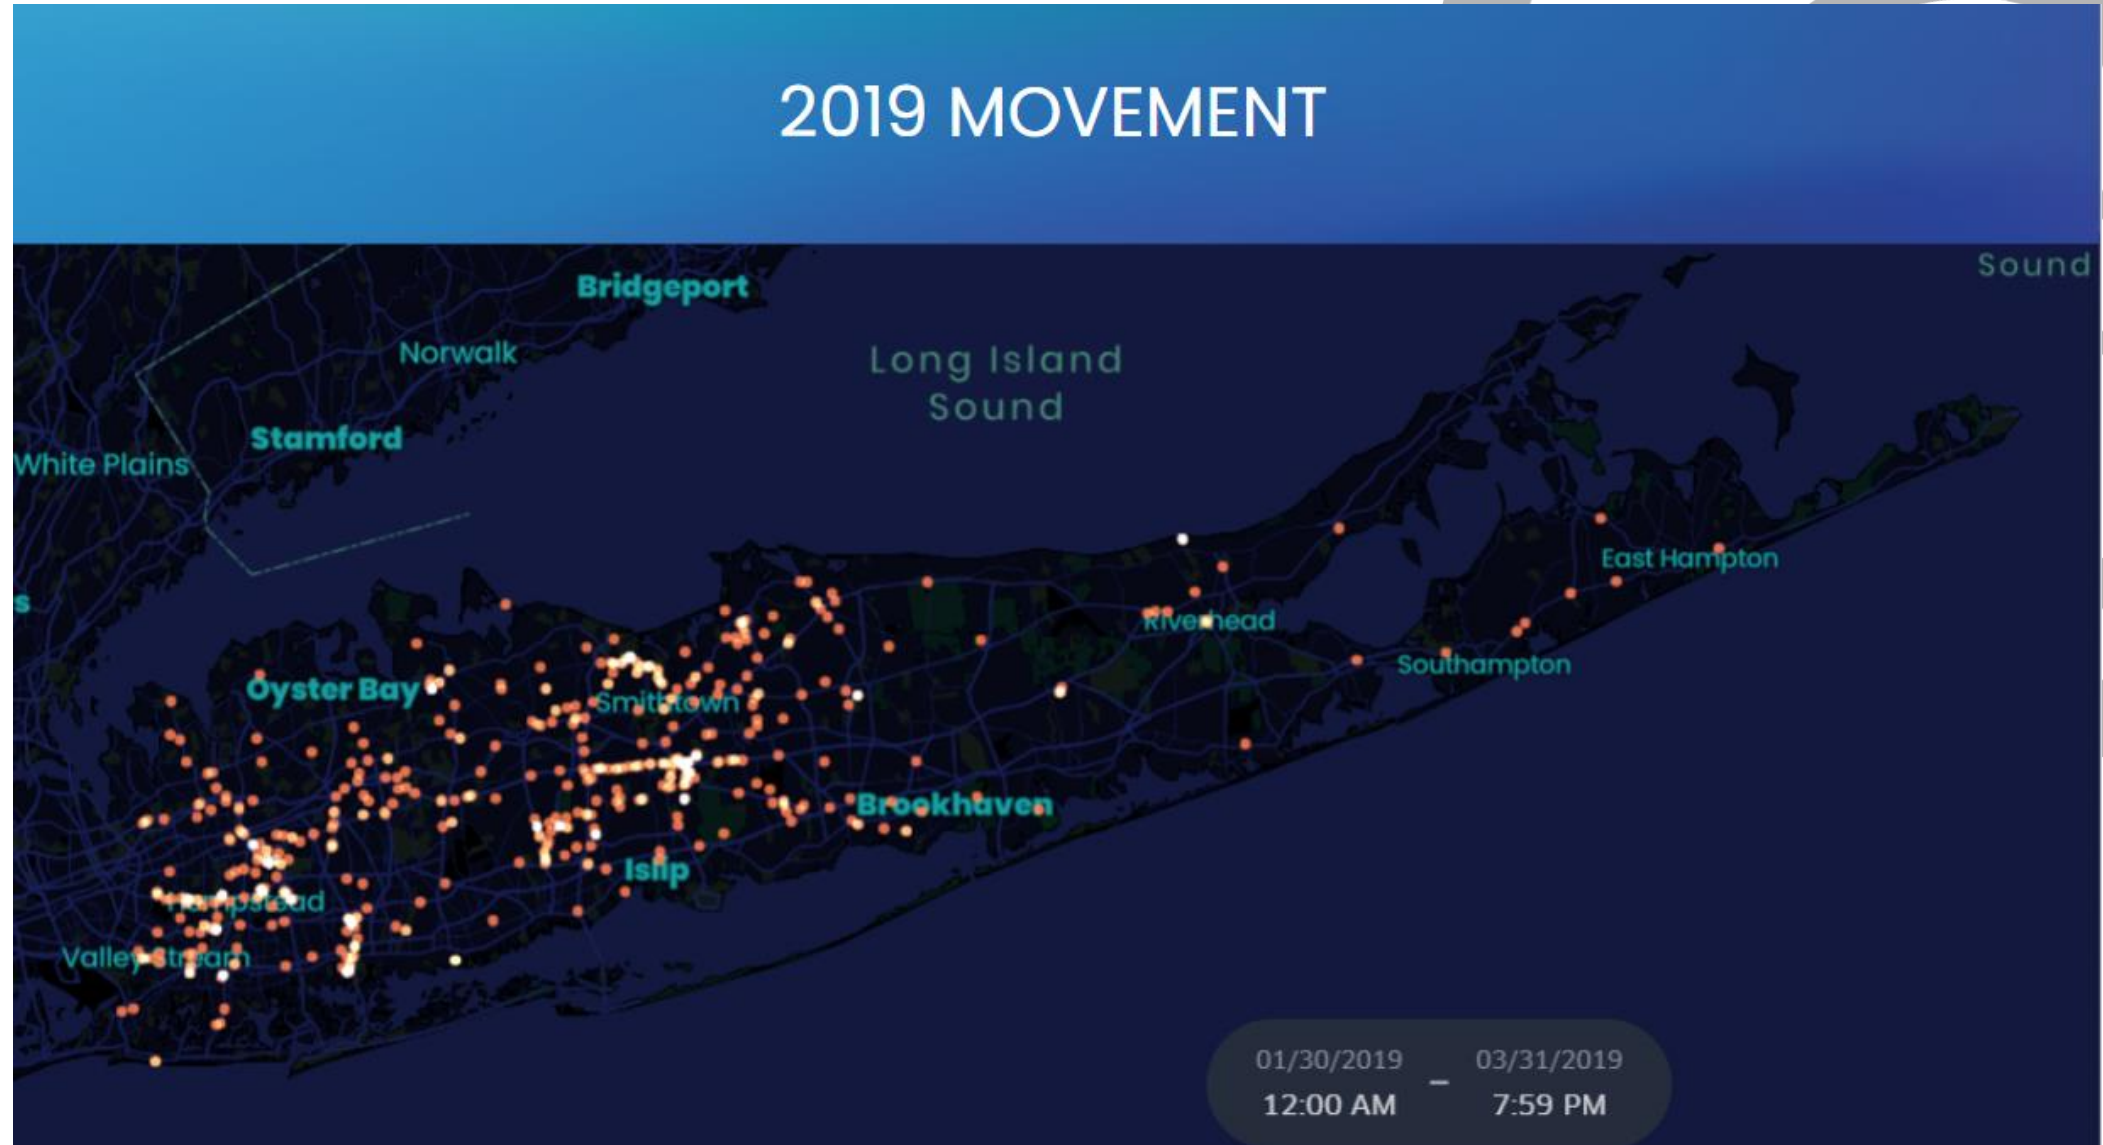 2019 MOVEMENT
Sound
Bridgeport
Norwalk
Long Island
Sound
Stamford
White Plains
East Hampton
s
Riverhead
Southampton
Oyster Bay
Smithtown
Brookhaven
Islip
Hempstead
Valley Stream
01/30/2019 – 03/31/2019
12:00 AM 7:59 PM